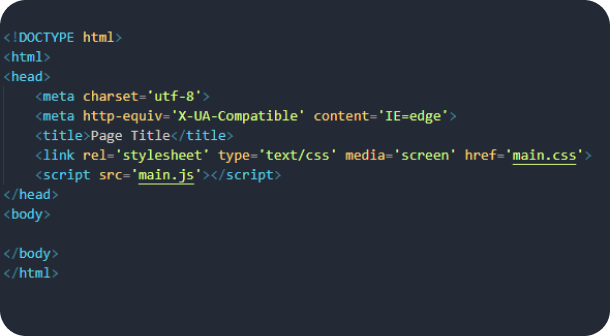 <!DOCTYPE html>
<html>
<head>
    <meta charset='utf-8'>
    <meta http-equiv='X-UA-Compatible' content='IE=edge'>
    <title>Page Title</title>
    <link rel='stylesheet' type='text/css' media='screen' href='main.css'>
    <script src='main.js'></script>
</head>
<body>

</body>
</html>